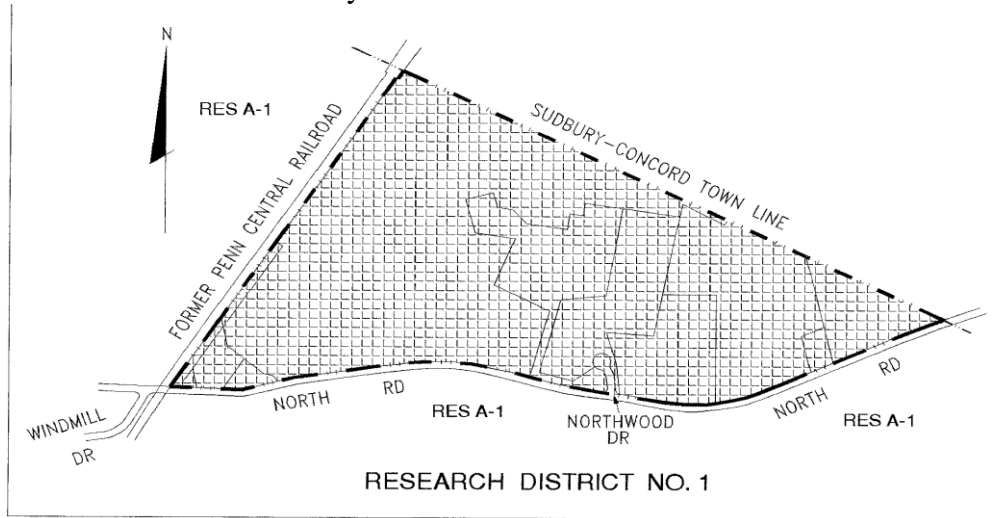 N
RES A-1
FORMER PENN CENTRAL RAILROAD
SUDBURY-CONCORD TOWN LINE
WINDMILL
DR
NORTH RD
RES A-1
NORTHWOOD
DR
NORTH RD
RES A-1
RESEARCH DISTRICT NO. 1